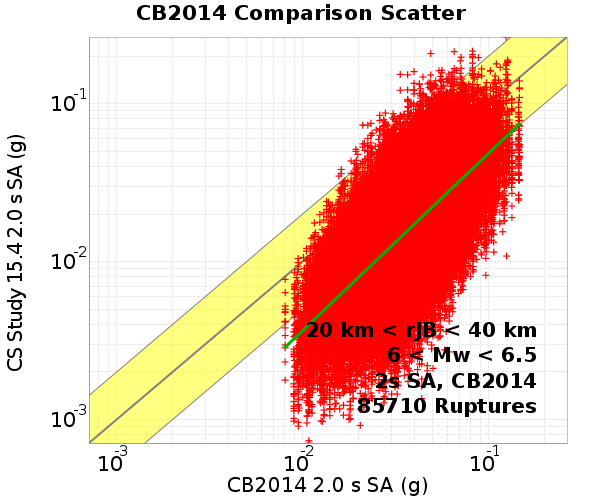 CB2014 Comparison Scatter
CS Study 15.4 2.0 s SA (g)
10-1
10-2
10-3
20 km < rJB < 40 km
6 < Mw < 6.5
2s SA, CB2014
85710 Ruptures
10-3 10-2 10-1
CB2014 2.0 s SA (g)